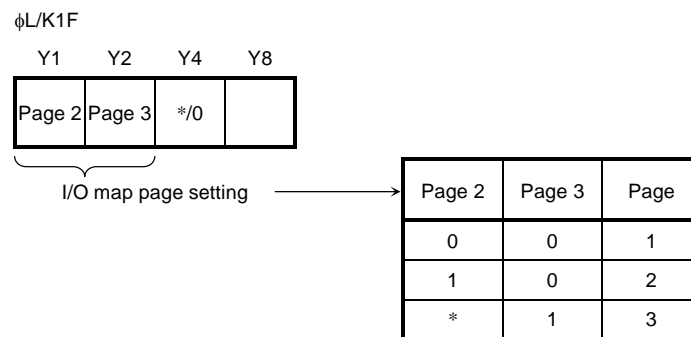 ϕL/K1F
Y1 Y2 Y4 Y8
Page 2 Page 3 */0
I/O map page setting
Page 2 Page 3 Page
0 0 1
1 0 2
* 1 3